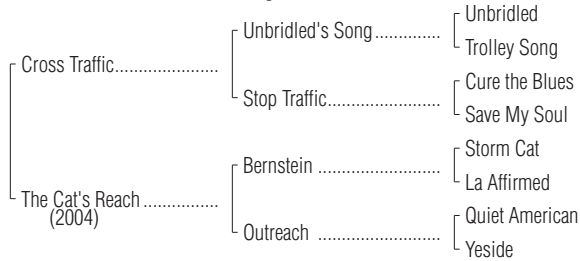 Unbridled
Unbridled's Song..............
Trolley Song
Cross Traffic......................
Cure the Blues
Stop Traffic........................
Save My Soul
Storm Cat
Bernstein ..........................
La Affirmed
The Cat's Reach ................
(2004)
Quiet American
Outreach ..........................
Yeside